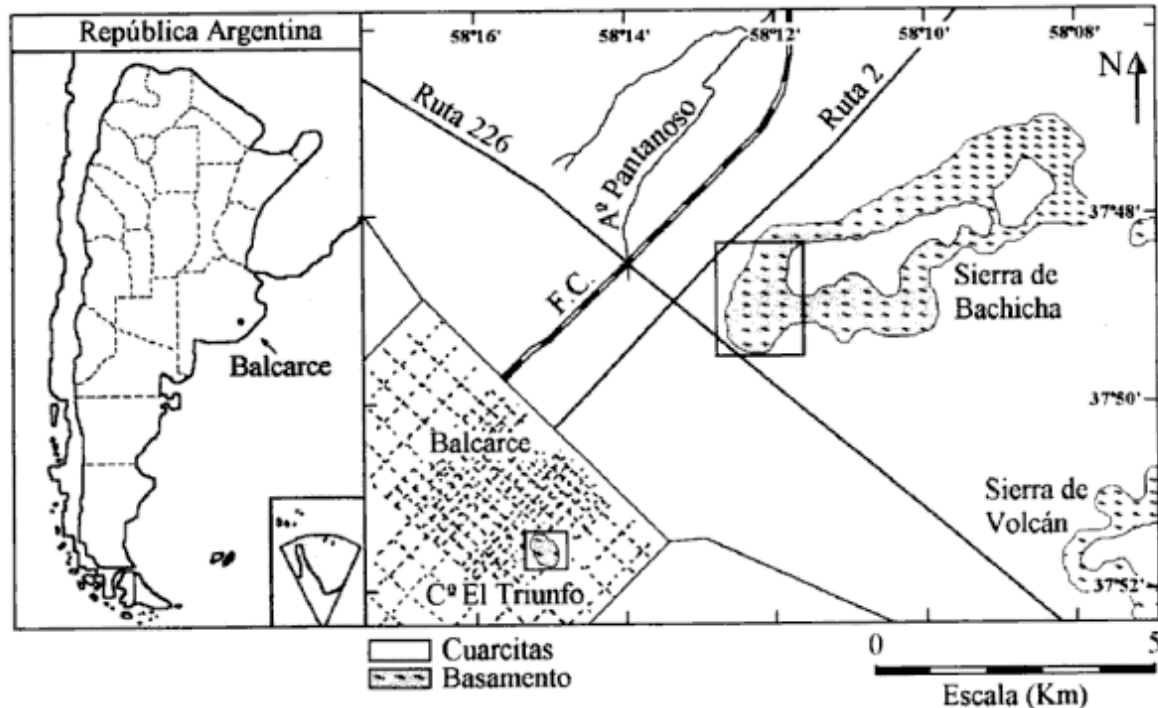 República Argentina
Balcarce
58°16'
58°14'
58°12'
58°10'
58°08'
N
Ruta 226
Aº Pantanoso
Ruta 2
F.C.
37°48'
Sierra de
Bachicha
37°50'
Balcarce
Sierra de
Volcán
Cº El Triunfo
37°52'
Cuarcitas
Basamento
0
5
Escala (Km)